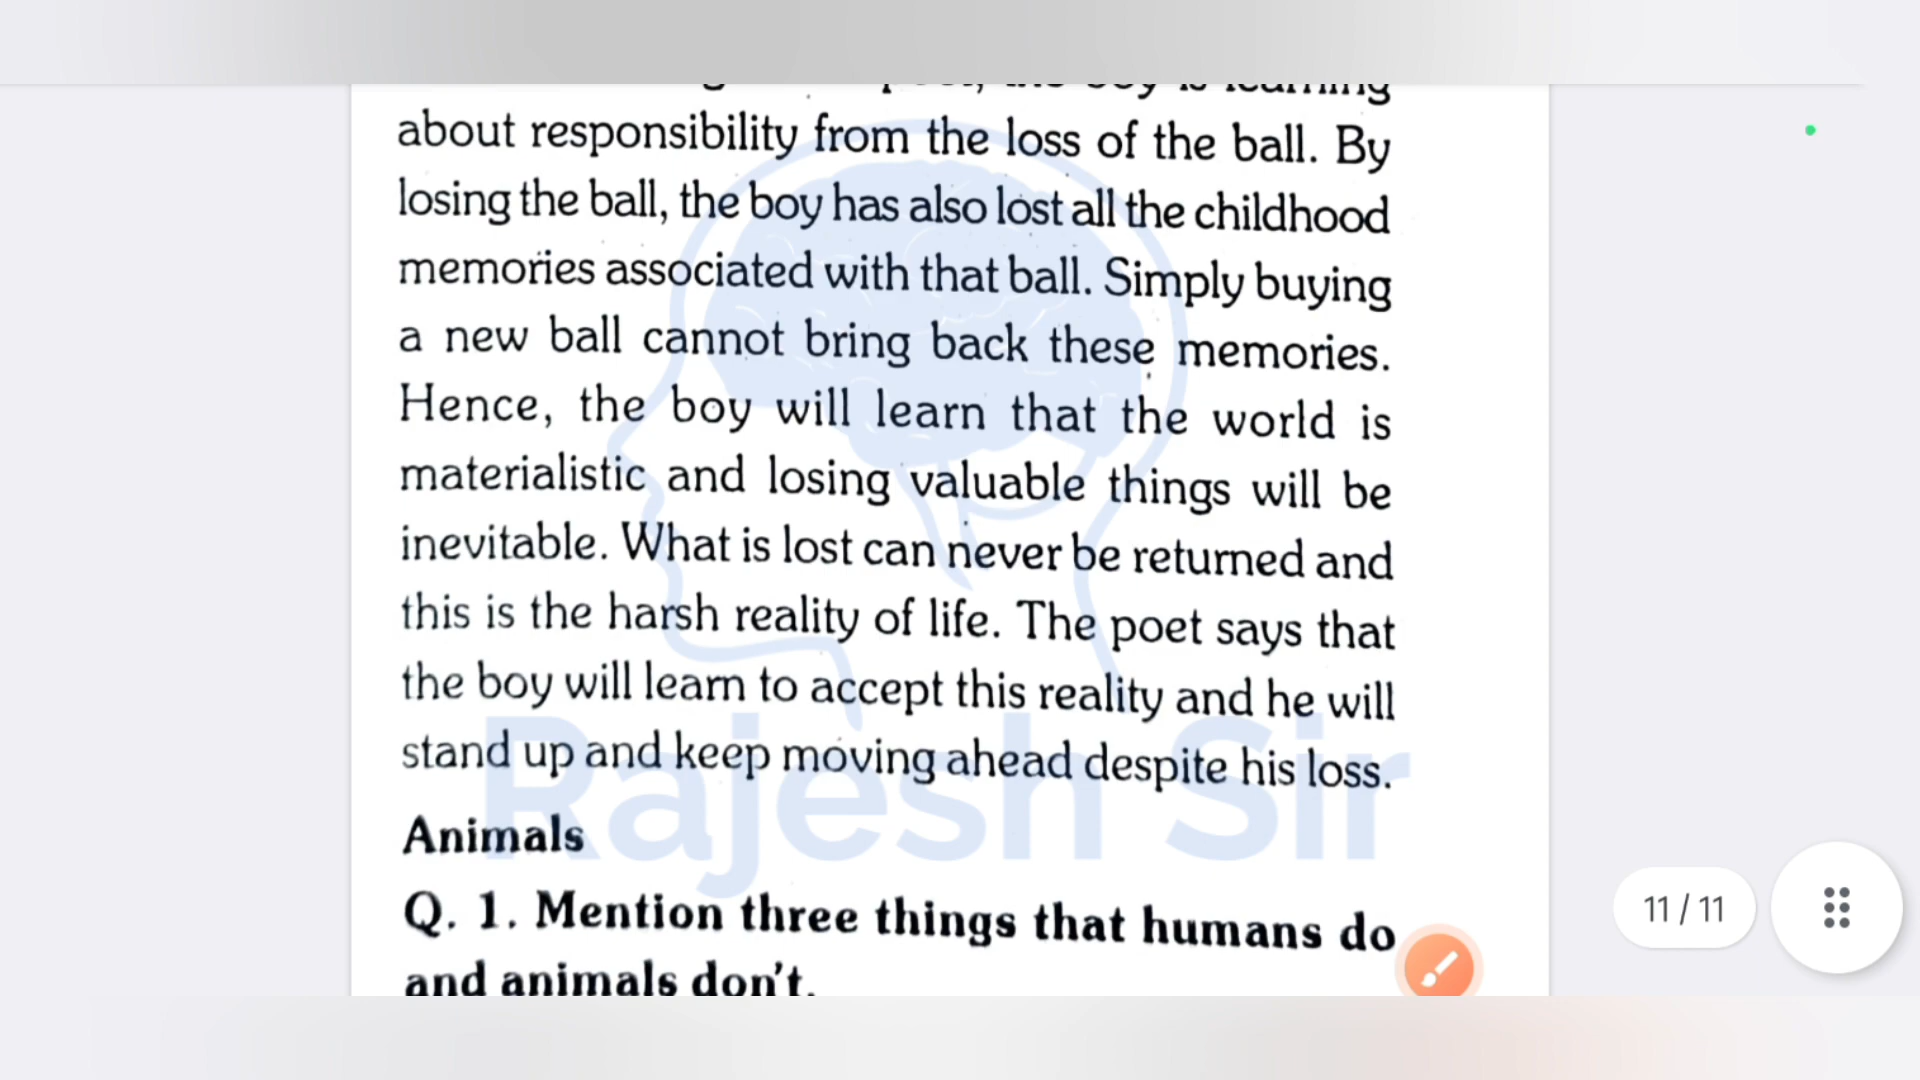 the boy is learning
about responsibility from the loss of the ball. By
losing the ball, the boy has also lost all the childhood
memories associated with that ball. Simply buying
a new ball cannot bring back these memories.
Hence, the boy will learn that the world is
materialistic and losing valuable things will be
inevitable. What is lost can never be returned and
this is the harsh reality of life. The poet says that
the boy will learn to accept this reality and he will
stand up and keep moving ahead despite his loss.
Rajesh Sir
Animals
Q. 1. Mention three things that humans do
and animals don't.
11 / 11